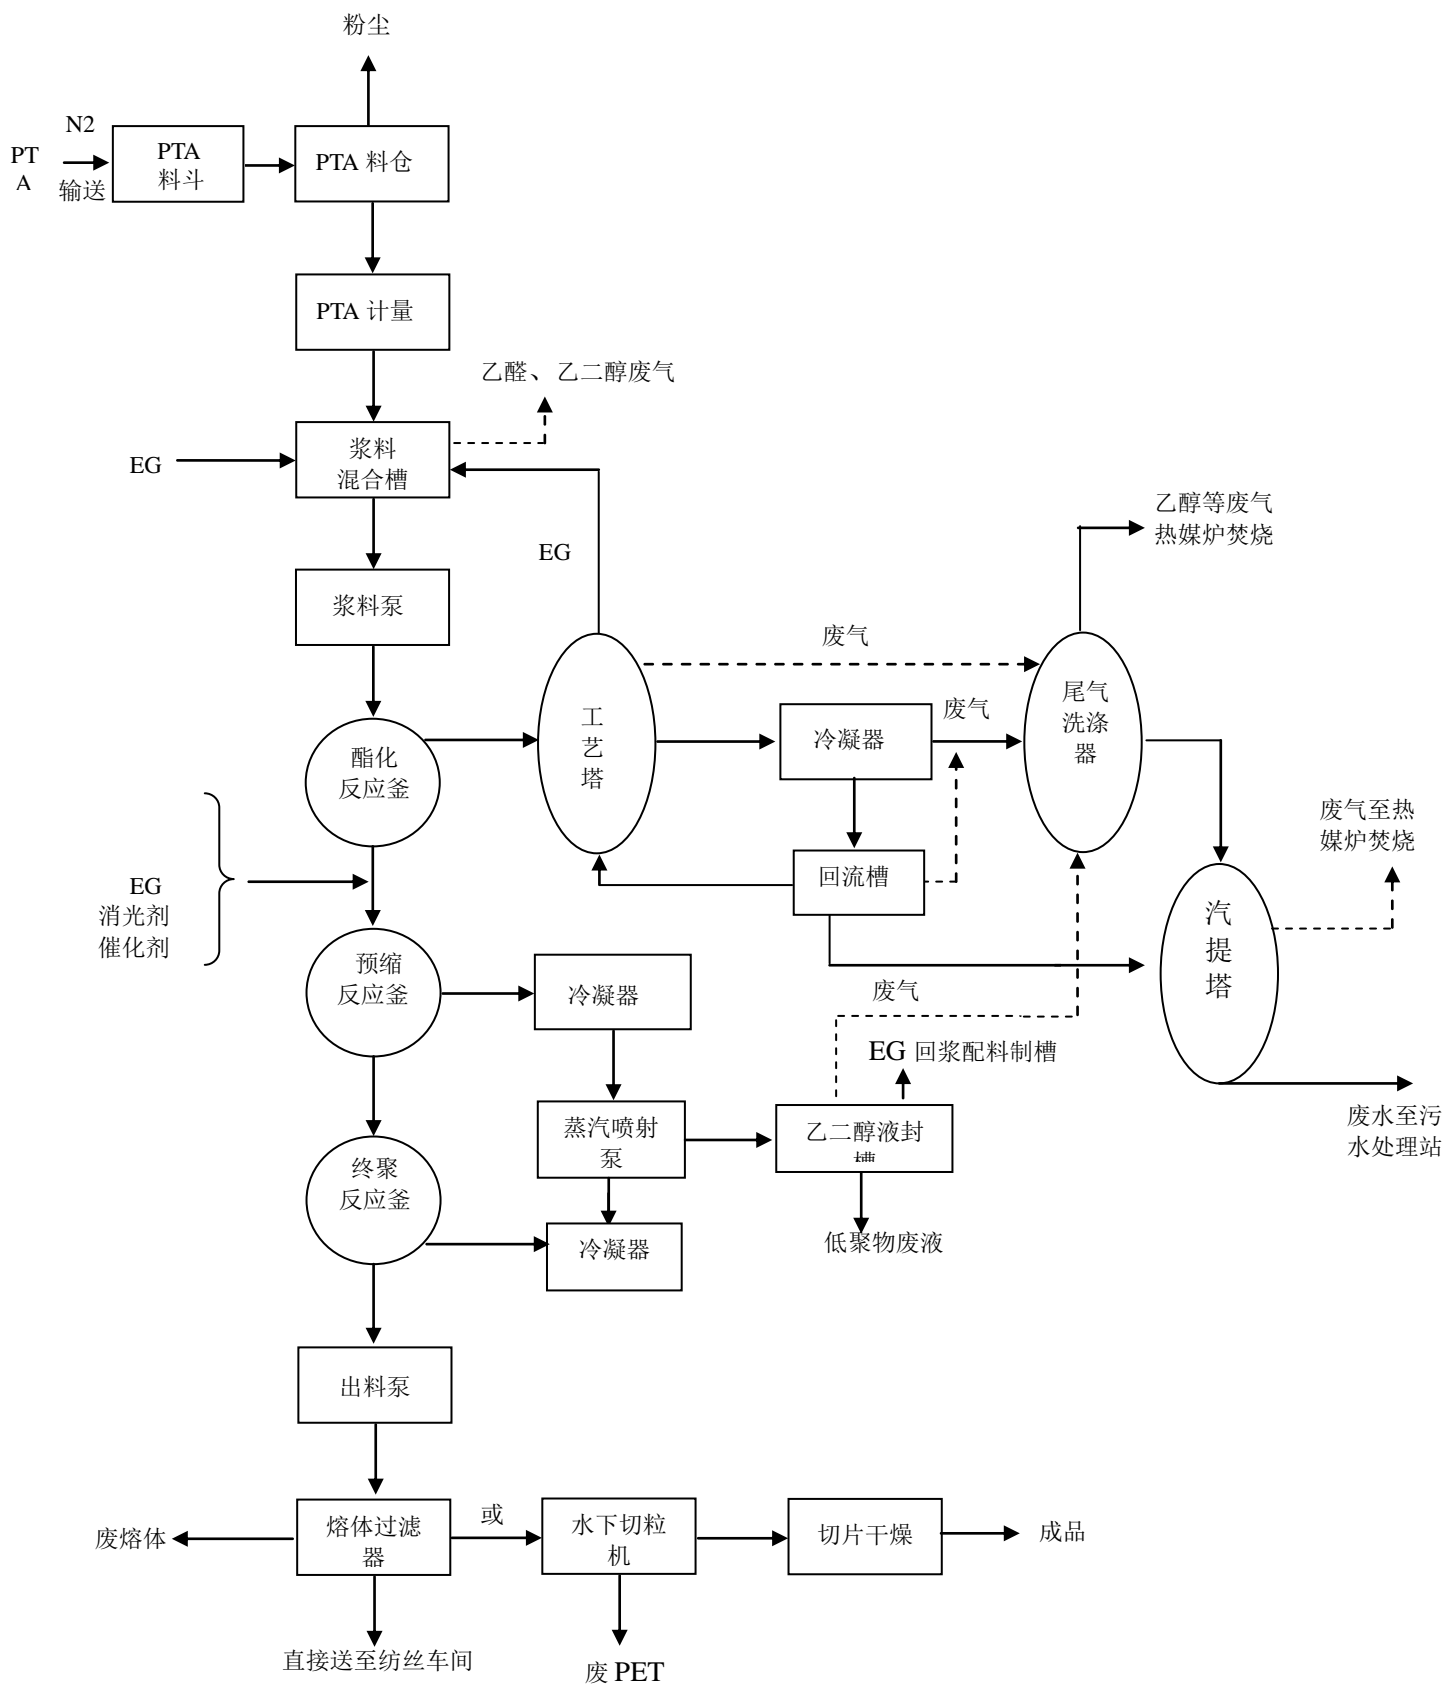 粉尘
N2
PT
A
输送
PTA
料斗
PTA 料仓
PTA 计量
乙醛、乙二醇废气
EG
浆料
混合槽
EG
乙醇等废气
热媒炉焚烧
浆料泵
废气
工
艺
塔
冷凝器
废气
尾气
洗涤
器
酯化
反应釜
废气至热
媒炉焚烧
回流槽
EG
消光剂
催化剂
汽
提
塔
预缩
反应釜
冷凝器
废气
EG 回浆配料制槽
蒸汽喷射
泵
乙二醇液封
槽
废水至污
水处理站
终聚
反应釜
冷凝器
低聚物废液
出料泵
废熔体
熔体过滤
器
或
水下切粒
机
切片干燥
成品
直接送至纺丝车间
废 PET